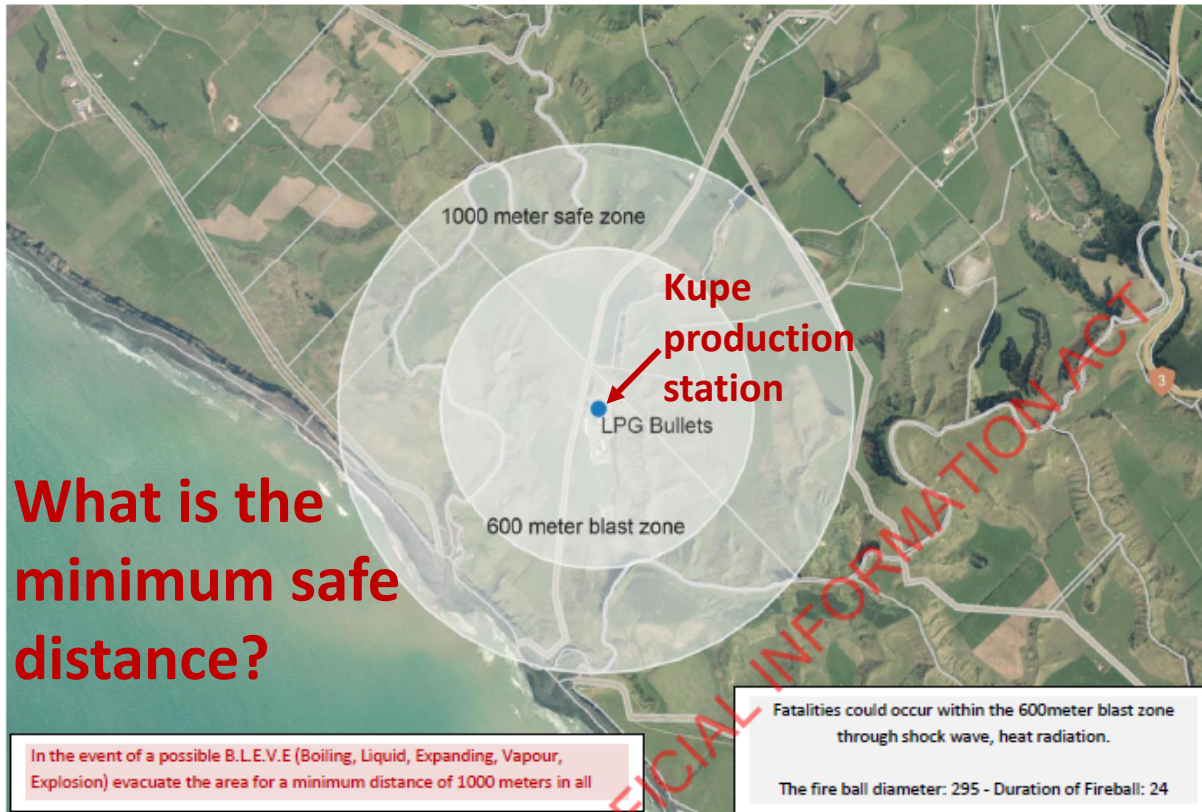 1000 meter safe zone
Kupe
production
station
LPG Bullets
3
600 meter blast zone
What is the
minimum safe
distance?
FICIAL INFORMATION ACT
In the event of a possible B.L.E.V.E (Boiling, Liquid, Expanding, Vapour,
Explosion) evacuate the area for a minimum distance of 1000 meters in all
Fatalities could occur within the 600meter blast zone
through shock wave, heat radiation.
The fire ball diameter: 295 - Duration of Fireball: 24